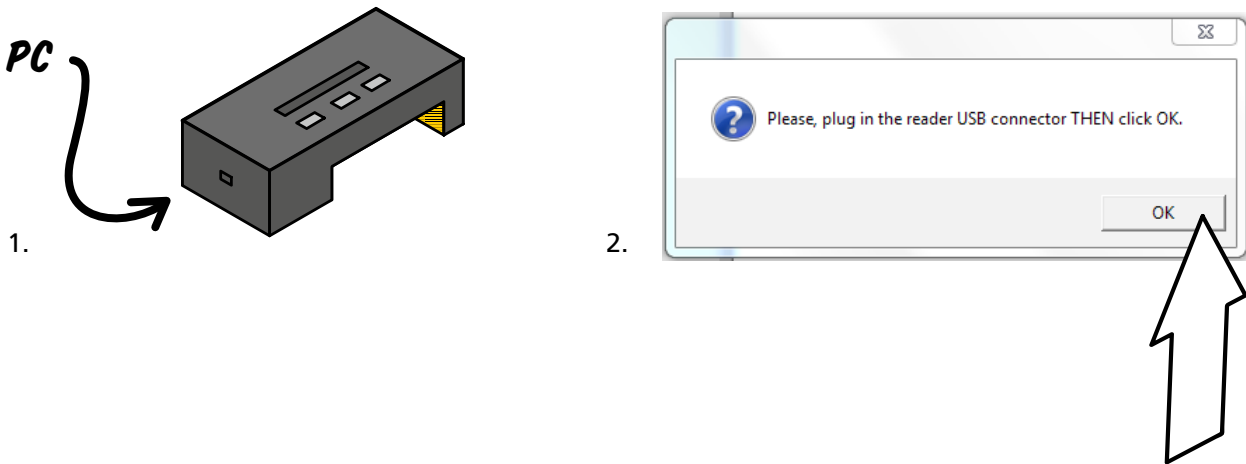 PC
1.
2.
Please, plug in the reader USB connector THEN click OK.
OK